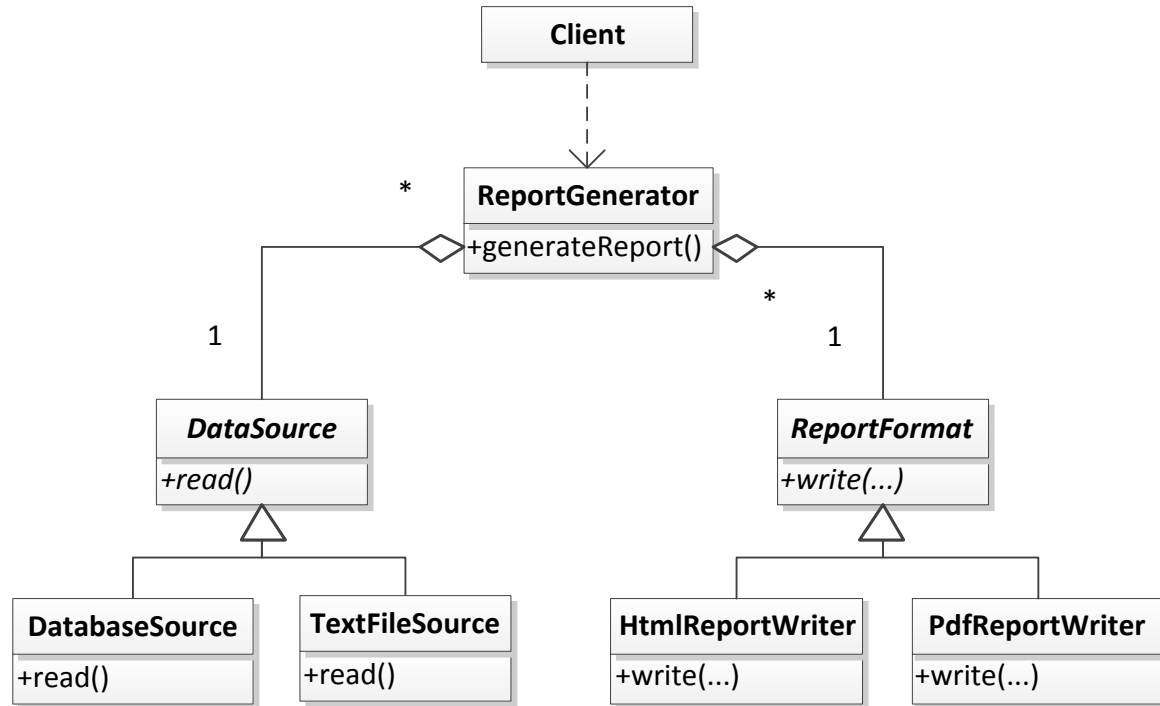 Client
*
ReportGenerator
+generateReport()
*
1
1
DataSource
+read()
ReportFormat
+write(...)
DatabaseSource
+read()
TextFileSource
+read()
HtmlReportWriter
+write(...)
PdfReportWriter
+write(...)